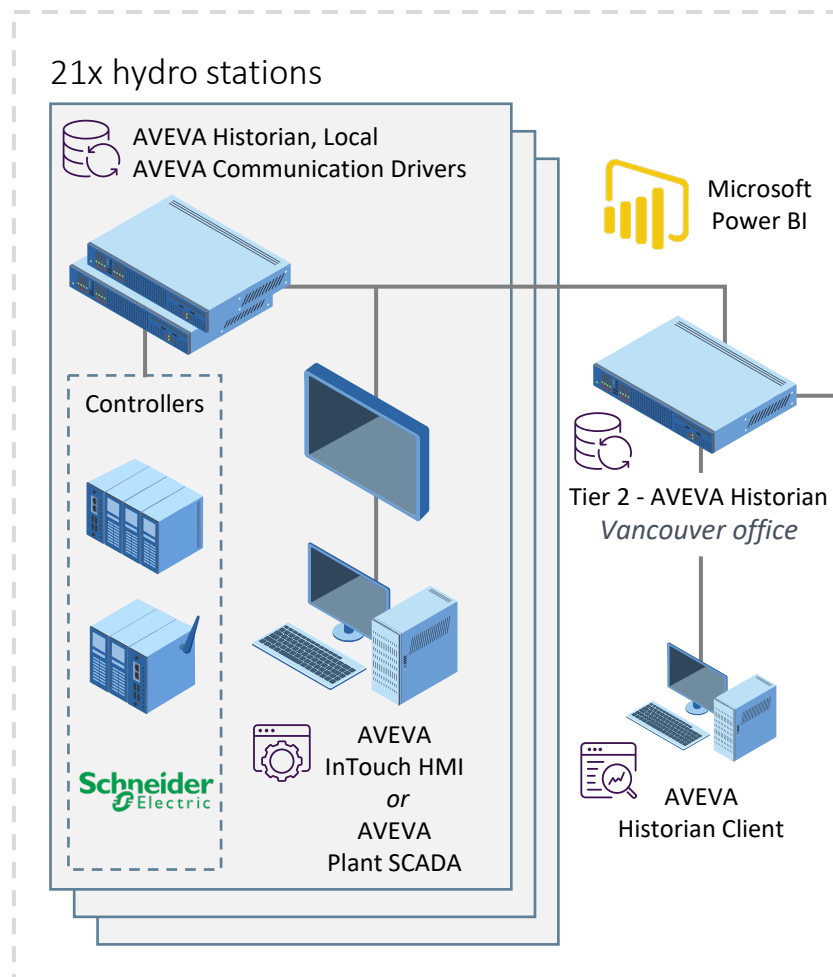 21x hydro stations
AVEVA Historian, Local
AVEVA Communication Drivers
Microsoft
Power BI
Controllers
Tier 2 - AVEVA Historian
Vancouver office
Schneider
Electric
AVEVA
InTouch HMI
or
AVEVA
Plant SCADA
AVEVA
Historian Client